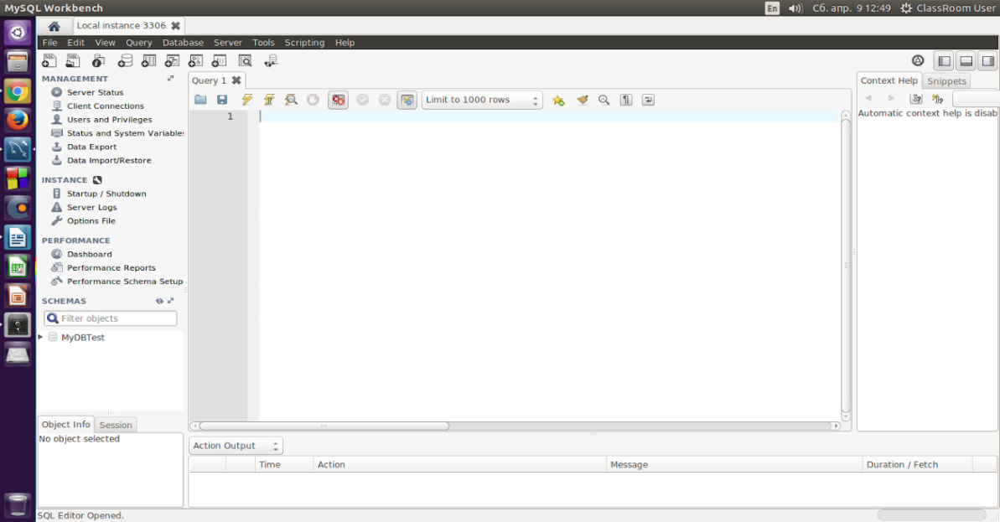 MySQL Workbench
En
Сб. апр. 9 12:49
ClassRoom User
Local instance 3306
File Edit View Query Database Server Tools Scripting Help
MANAGEMENT
Server Status
Client Connections
Users and Privileges
Status and System Variables
Data Export
Data Import/Restore
INSTANCE
Startup / Shutdown
Server Logs
Options File
PERFORMANCE
Dashboard
Performance Reports
Performance Schema Setup
SCHEMAS
Filter objects
MyDBTest
Object Info Session
No object selected
Query 1
Limit to 1000 rows
1
Context Help Snippets
Automatic context help is disab
Action Output
Time Action Message Duration / Fetch
SQL Editor Opened.